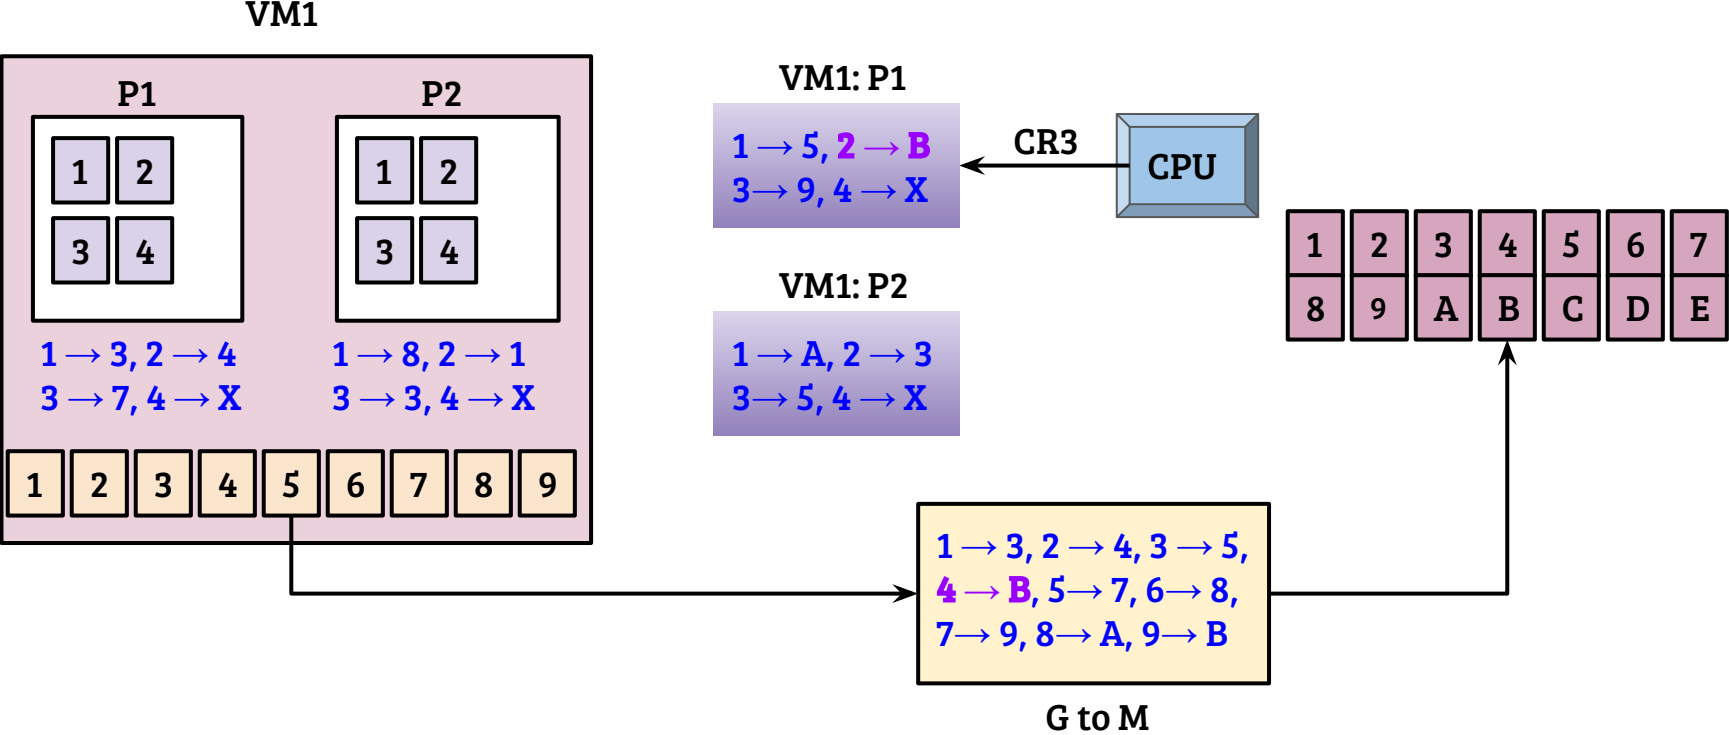 VM1
P1
P2
1 2
3 4
1 2
3 4
1 → 3, 2 → 4
3 → 7, 4 → X
1 → 8, 2 → 1
3 → 3, 4 → X
1 2 3 4 5 6 7 8 9
VM1: P1
1 → 5, 2 → B
3→ 9, 4 → X
CR3
CPU
VM1: P2
1 → A, 2 → 3
3→ 5, 4 → X
1 2 3 4 5 6 7
8 9 A B C D E
1 → 3, 2 → 4, 3 → 5,
4 → B, 5→ 7, 6→ 8,
7→ 9, 8→ A, 9→ B
G to M